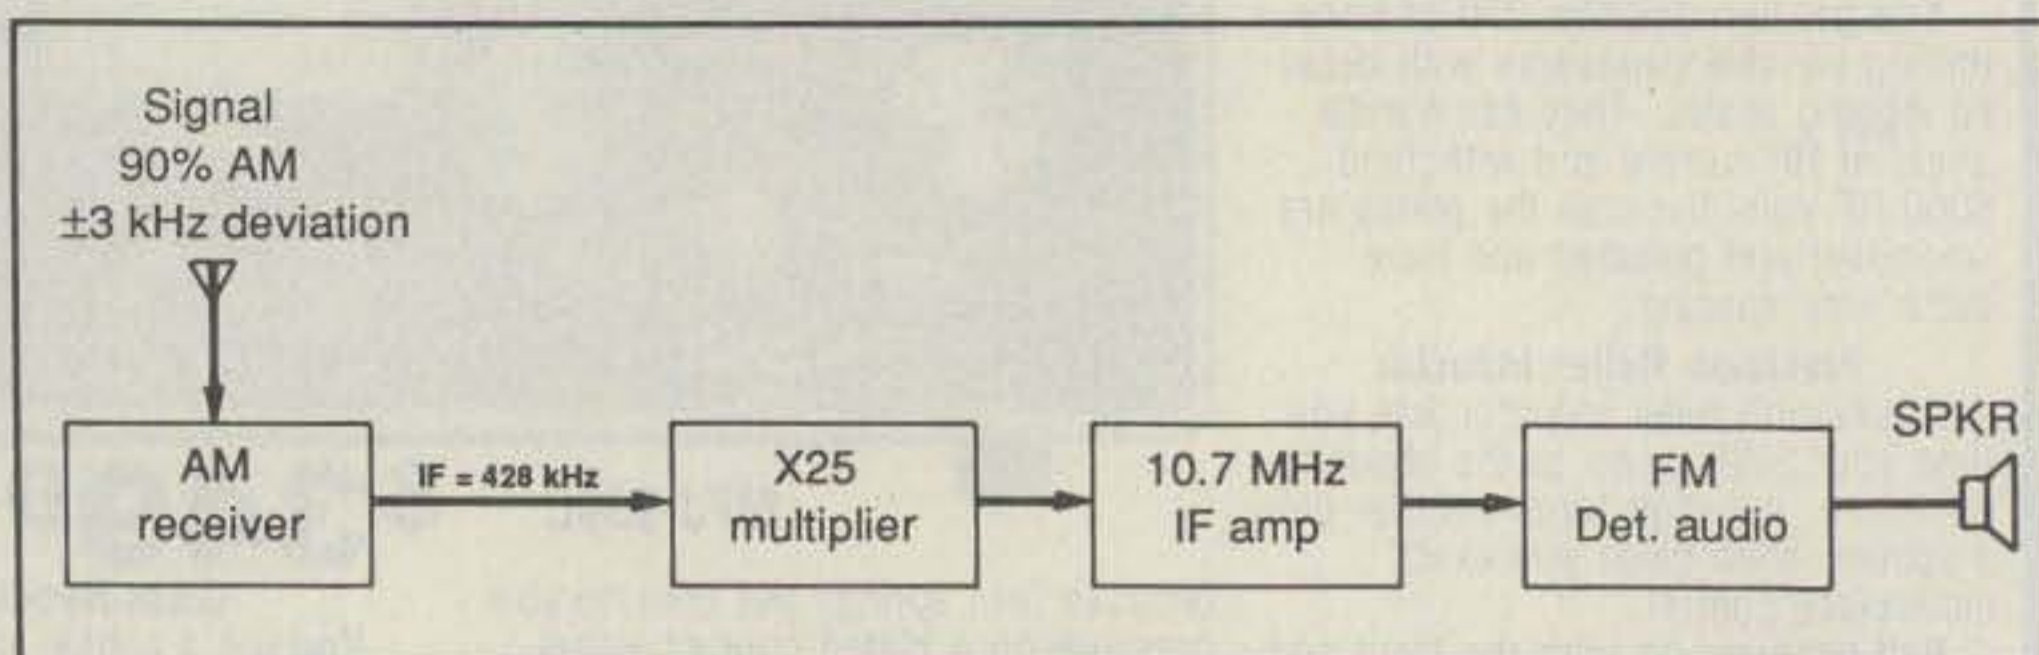 Signal
90% AM
±3 kHz deviation
AM
receiver
IF = 428 kHz
X25
multiplier
10.7 MHz
IF amp
FM
Det. audio
SPKR